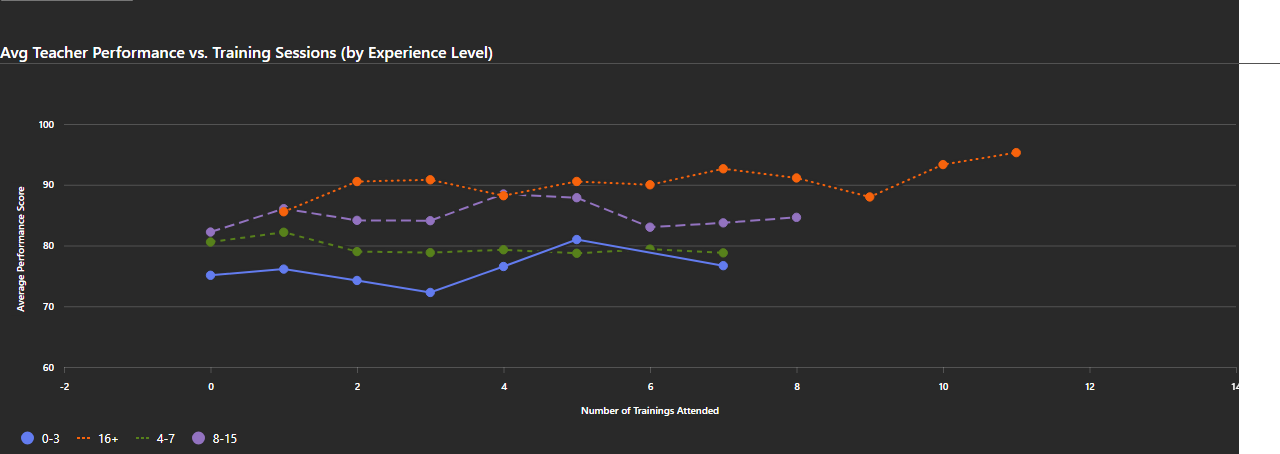 Avg Teacher Performance vs. Training Sessions (by Experience Level)
100
90
80
70
60
Average Performance Score
-2 0 2 4 6 8 10 12 14
Number of Trainings Attended
0-3 16+ 4-7 8-15